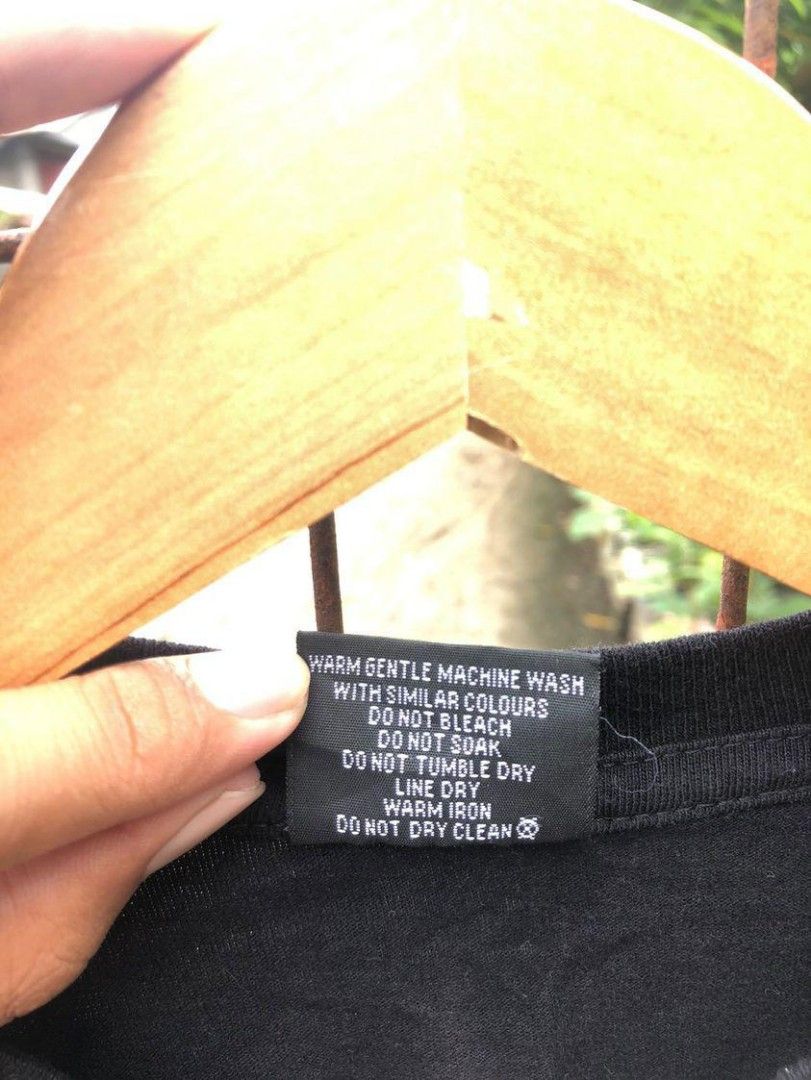 WARM GENTLE MACHINE WASH
WITH SIMILAR COLOURS
DO NOT BLEACH
DO NOT SOAK
DO NOT TUMBLE DRY
LINE DRY
WARM IRON
DO NOT DRY CLEAN